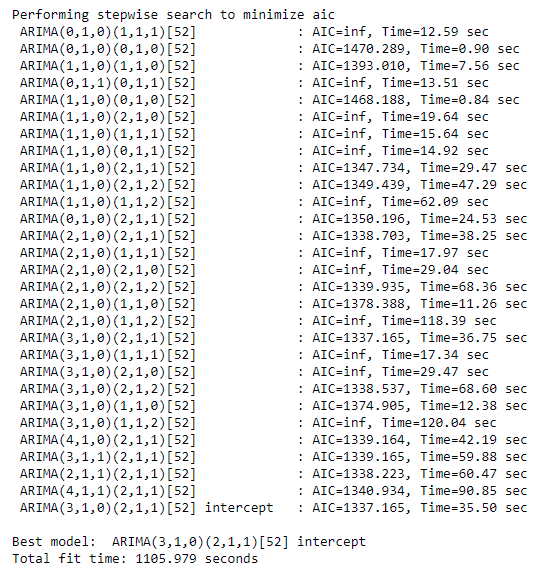 Performing stepwise search to minimize aic
ARIMA(0,1,0)(1,1,1)[52]             : AIC=inf, Time=12.59 sec
ARIMA(0,1,0)(0,1,0)[52]             : AIC=1470.289, Time=0.90 sec
ARIMA(1,1,0)(1,1,0)[52]             : AIC=1393.010, Time=7.56 sec
ARIMA(0,1,1)(0,1,1)[52]             : AIC=inf, Time=13.51 sec
ARIMA(1,1,0)(0,1,0)[52]             : AIC=1468.188, Time=0.84 sec
ARIMA(1,1,0)(2,1,0)[52]             : AIC=inf, Time=19.64 sec
ARIMA(1,1,0)(1,1,1)[52]             : AIC=inf, Time=15.64 sec
ARIMA(1,1,0)(0,1,1)[52]             : AIC=inf, Time=14.92 sec
ARIMA(1,1,0)(2,1,1)[52]             : AIC=1347.734, Time=29.47 sec
ARIMA(1,1,0)(2,1,2)[52]             : AIC=1349.439, Time=47.29 sec
ARIMA(1,1,0)(1,1,2)[52]             : AIC=inf, Time=62.09 sec
ARIMA(0,1,0)(2,1,1)[52]             : AIC=1350.196, Time=24.53 sec
ARIMA(2,1,0)(2,1,1)[52]             : AIC=1338.703, Time=38.25 sec
ARIMA(2,1,0)(1,1,1)[52]             : AIC=inf, Time=17.97 sec
ARIMA(2,1,0)(2,1,0)[52]             : AIC=inf, Time=29.04 sec
ARIMA(2,1,0)(2,1,2)[52]             : AIC=1339.935, Time=68.36 sec
ARIMA(2,1,0)(1,1,0)[52]             : AIC=1378.388, Time=11.26 sec
ARIMA(2,1,0)(1,1,2)[52]             : AIC=inf, Time=118.39 sec
ARIMA(3,1,0)(2,1,1)[52]             : AIC=1337.165, Time=36.75 sec
ARIMA(3,1,0)(1,1,1)[52]             : AIC=inf, Time=17.34 sec
ARIMA(3,1,0)(2,1,0)[52]             : AIC=inf, Time=29.47 sec
ARIMA(3,1,0)(2,1,2)[52]             : AIC=1338.537, Time=68.60 sec
ARIMA(3,1,0)(1,1,0)[52]             : AIC=1374.905, Time=12.38 sec
ARIMA(3,1,0)(1,1,2)[52]             : AIC=inf, Time=120.04 sec
ARIMA(4,1,0)(2,1,1)[52]             : AIC=1339.164, Time=42.19 sec
ARIMA(3,1,1)(2,1,1)[52]             : AIC=1339.165, Time=59.88 sec
ARIMA(2,1,1)(2,1,1)[52]             : AIC=1338.223, Time=60.47 sec
ARIMA(4,1,1)(2,1,1)[52]             : AIC=1340.934, Time=90.85 sec
ARIMA(3,1,0)(2,1,1)[52] intercept   : AIC=1337.165, Time=35.50 sec
Best model:  ARIMA(3,1,0)(2,1,1)[52] intercept
Total fit time: 1105.979 seconds